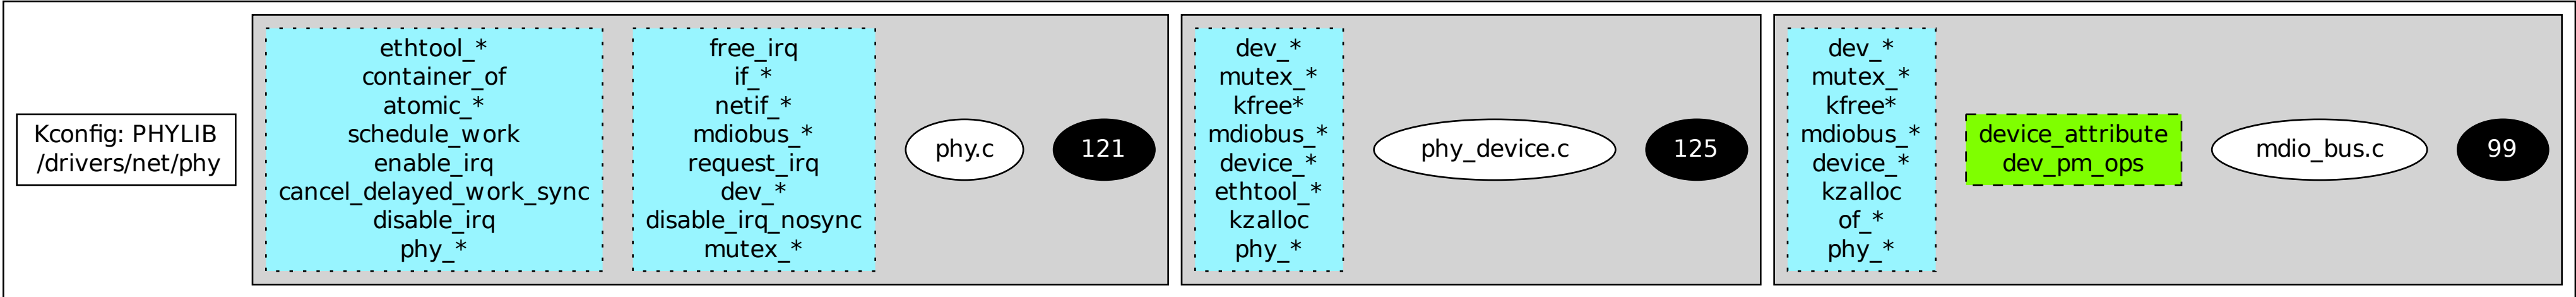 Kconfig: PHYLIB
/drivers/net/phy
ethtool_*
container_of
atomic_*
schedule_work
enable_irq
cancel_delayed_work_sync
disable_irq
phy_*
free_irq
if_*
netif_*
mdiobus_*
request_irq
dev_*
disable_irq_nosync
mutex_*
phy.c
121
dev_*
mutex_*
kfree*
mdiobus_*
device_*
ethtool_*
kzalloc
phy_*
phy_device.c
125
dev_*
mutex_*
kfree*
mdiobus_*
device_*
kzalloc
of_*
phy_*
device_attribute
dev_pm_ops
mdio_bus.c
99